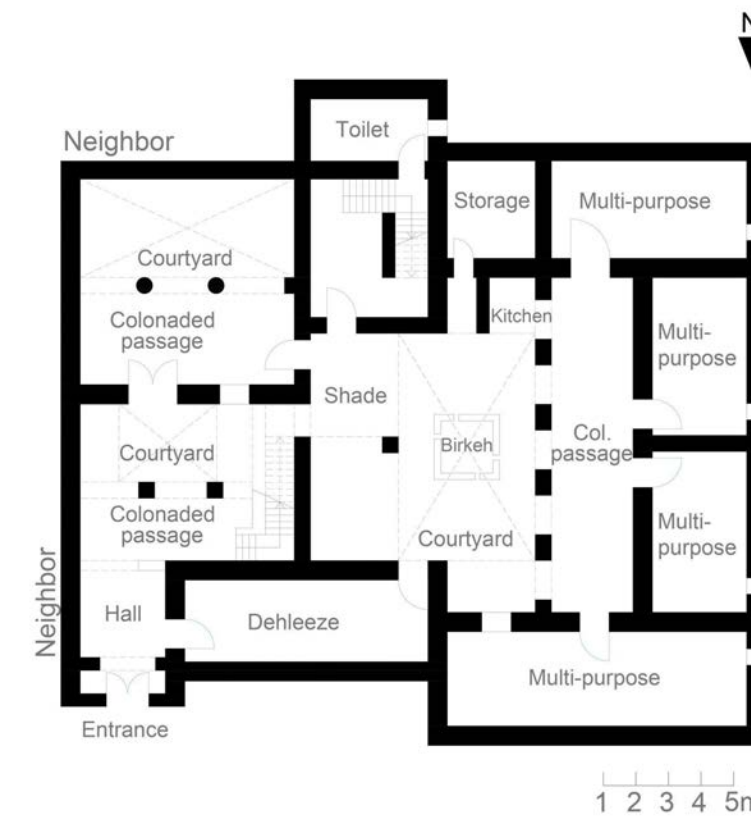 N
Toilet
Neighbor
Storage
Multi-purpose
Courtyard
Colonaded
passage
Kitchen
Multi-
purpose
Shade
Courtyard
Birkeh
Col.
passage
Colonaded
passage
Courtyard
Multi-
purpose
Neighbor
Hall
Dehleeze
Multi-purpose
Entrance
1 2 3 4 5m